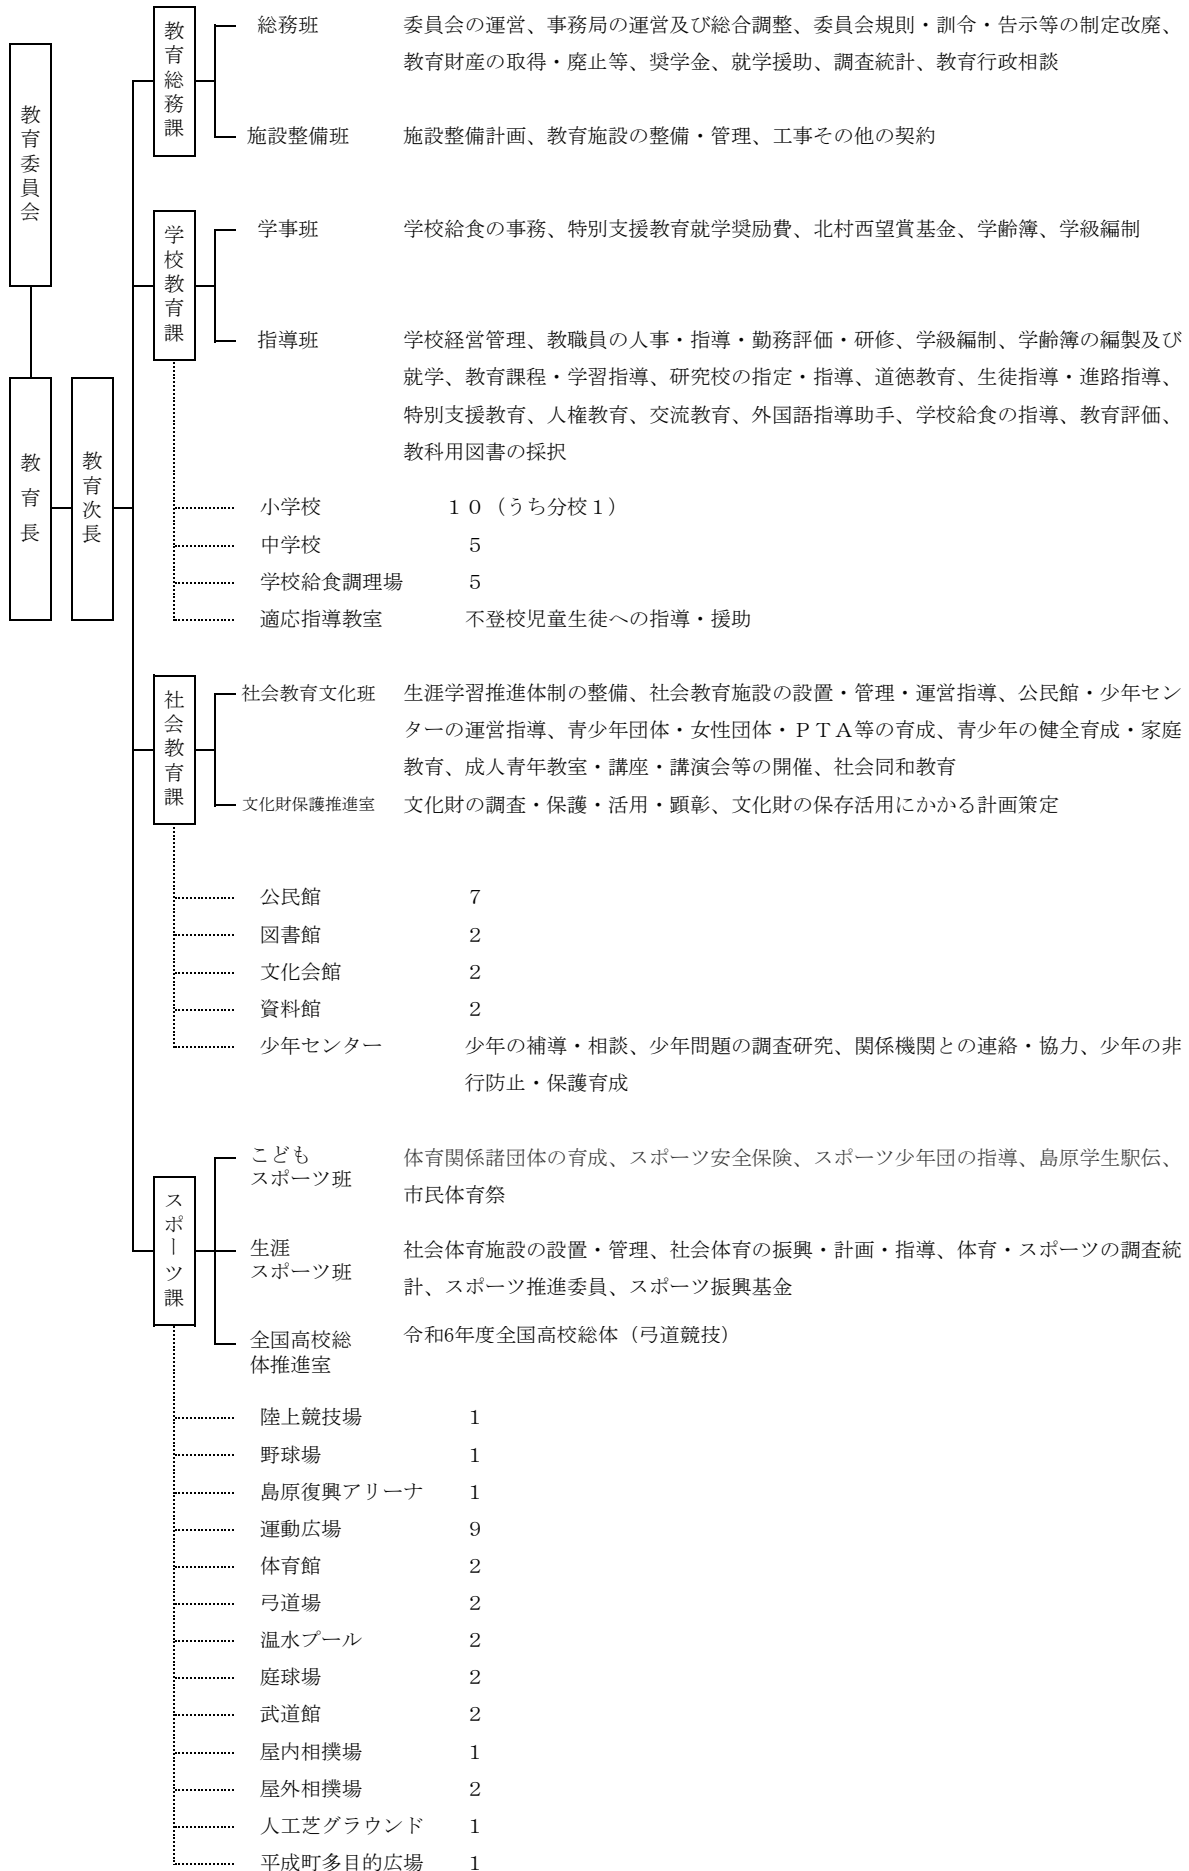 教育委員会
教育長
教育次長
教育総務課
総務班
委員会の運営、事務局の運営及び総合調整、委員会規則・訓令・告示等の制定改廃、
教育財産の取得・廃止等、奨学金、就学援助、調査統計、教育行政相談
施設整備班
施設整備計画、教育施設の整備・管理、工事その他の契約
学校教育課
学事班
学校給食の事務、特別支援教育就学奨励費、北村西望賞基金、学齢簿、学級編制
指導班
学校経営管理、教職員の人事・指導・勤務評価・研修、学級編制、学齢簿の編製及び
就学、教育課程・学習指導、研究校の指定・指導、道徳教育、生徒指導・進路指導、
特別支援教育、人権教育、交流教育、外国語指導助手、学校給食の指導、教育評価、
教科用図書の採択
小学校 １０（うち分校１）
中学校 ５
学校給食調理場 ５
適応指導教室 不登校児童生徒への指導・援助
社会教育課
社会教育文化班
生涯学習推進体制の整備、社会教育施設の設置・管理・運営指導、公民館・少年セン
ターの運営指導、青少年団体・女性団体・ＰＴＡ等の育成、青少年の健全育成・家庭
教育、成人青年教室・講座・講演会等の開催、社会同和教育
文化財保護推進室
文化財の調査・保護・活用・顕彰、文化財の保存活用にかかる計画策定
公民館 ７
図書館 ２
文化会館 ２
資料館 ２
少年センター 少年の補導・相談、少年問題の調査研究、関係機関との連絡・協力、少年の非
行防止・保護育成
スポーツ課
こども
スポーツ班
体育関係諸団体の育成、スポーツ安全保険、スポーツ少年団の指導、島原学生駅伝、
市民体育祭
生涯
スポーツ班
社会体育施設の設置・管理、社会体育の振興・計画・指導、体育・スポーツの調査統
計、スポーツ推進委員、スポーツ振興基金
全国高校総
体推進室
令和6年度全国高校総体（弓道競技）
陸上競技場 １
野球場 １
島原復興アリーナ １
運動広場 ９
体育館 ２
弓道場 ２
温水プール ２
庭球場 ２
武道館 ２
屋内相撲場 １
屋外相撲場 ２
人工芝グラウンド １
平成町多目的広場 １